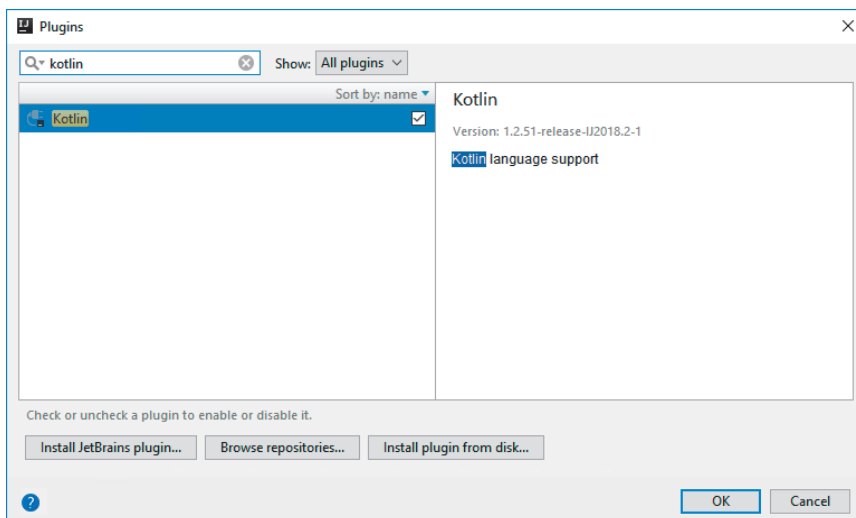 Plugins
kotlin
Show: All plugins
Sort by: name
Kotlin
Kotlin
Version: 1.2.51-release-IJ2018.2-1
Kotlin language support
Check or uncheck a plugin to enable or disable it.
Install JetBrains plugin... Browse repositories... Install plugin from disk...
? OK Cancel